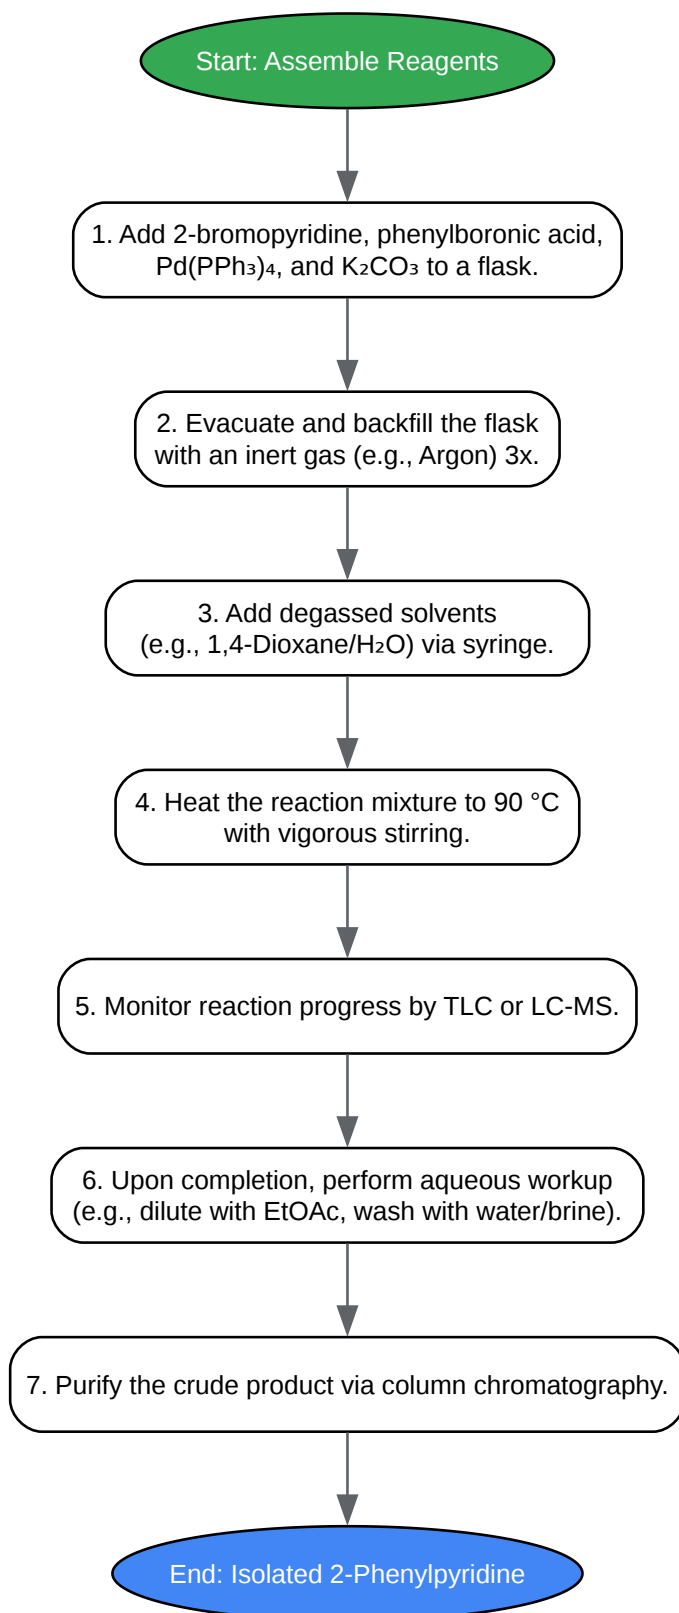 Start: Assemble Reagents
1. Add 2-bromopyridine, phenylboronic acid,
Pd(PPh₃)₄, and K₂CO₃ to a flask.
2. Evacuate and backfill the flask
with an inert gas (e.g., Argon) 3x.
3. Add degassed solvents
(e.g., 1,4-Dioxane/H₂O) via syringe.
4. Heat the reaction mixture to 90 °C
with vigorous stirring.
5. Monitor reaction progress by TLC or LC-MS.
6. Upon completion, perform aqueous workup
(e.g., dilute with EtOAc, wash with water/brine).
7. Purify the crude product via column chromatography.
End: Isolated 2-Phenylpyridine